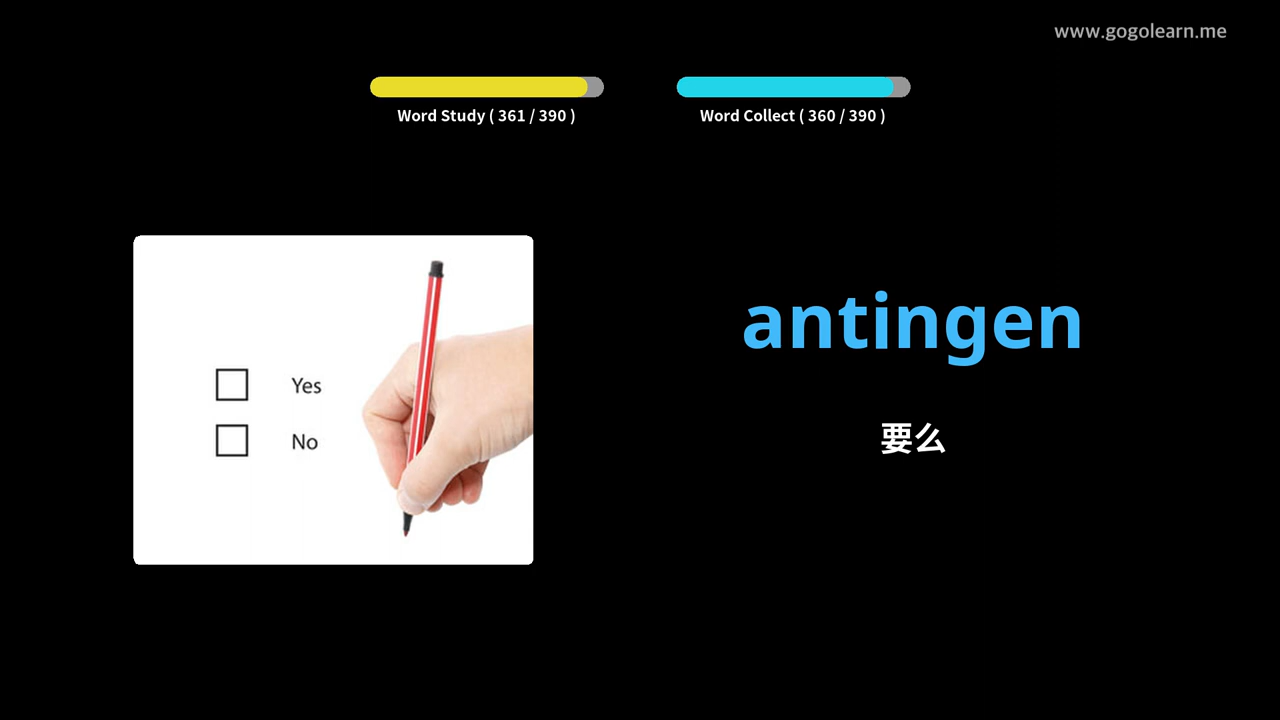 www.gogolearn.me
Word Study ( 361 / 390 )
Word Collect ( 360 / 390 )
Yes
No
antingen
要么